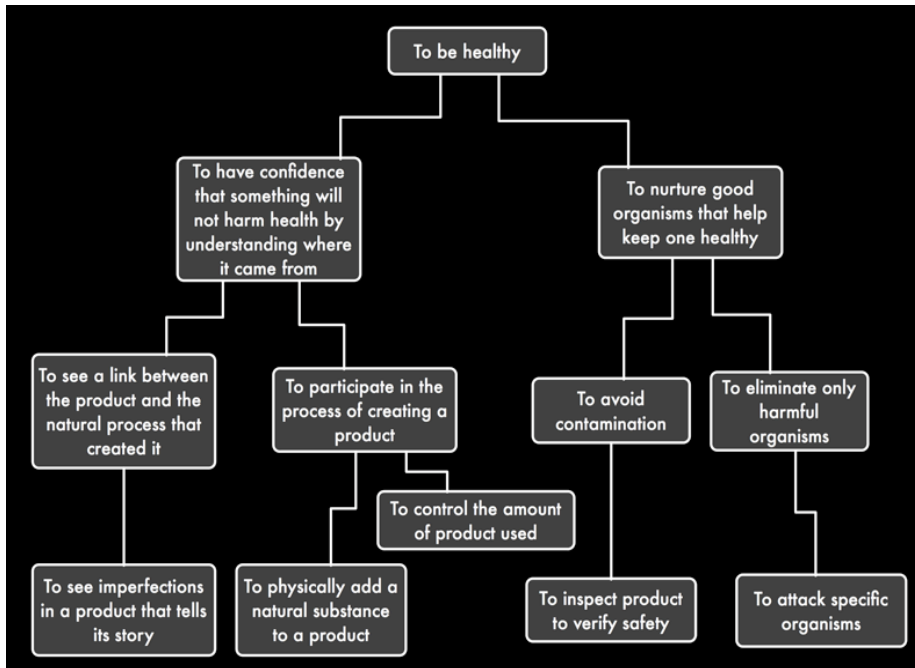 To be healthy
To have confidence
that something will
not harm health by
understanding where
it came from
To nurture good
organisms that help
keep one healthy
To see a link between
the product and the
natural process that
created it
To participate in the
process of creating a
product
To avoid
contamination
To eliminate only
harmful
organisms
To control the amount
of product used
To see imperfections
in a product that tells
its story
To physically add a
natural substance
to a product
To inspect product
to verify safety
To attack specific
organisms